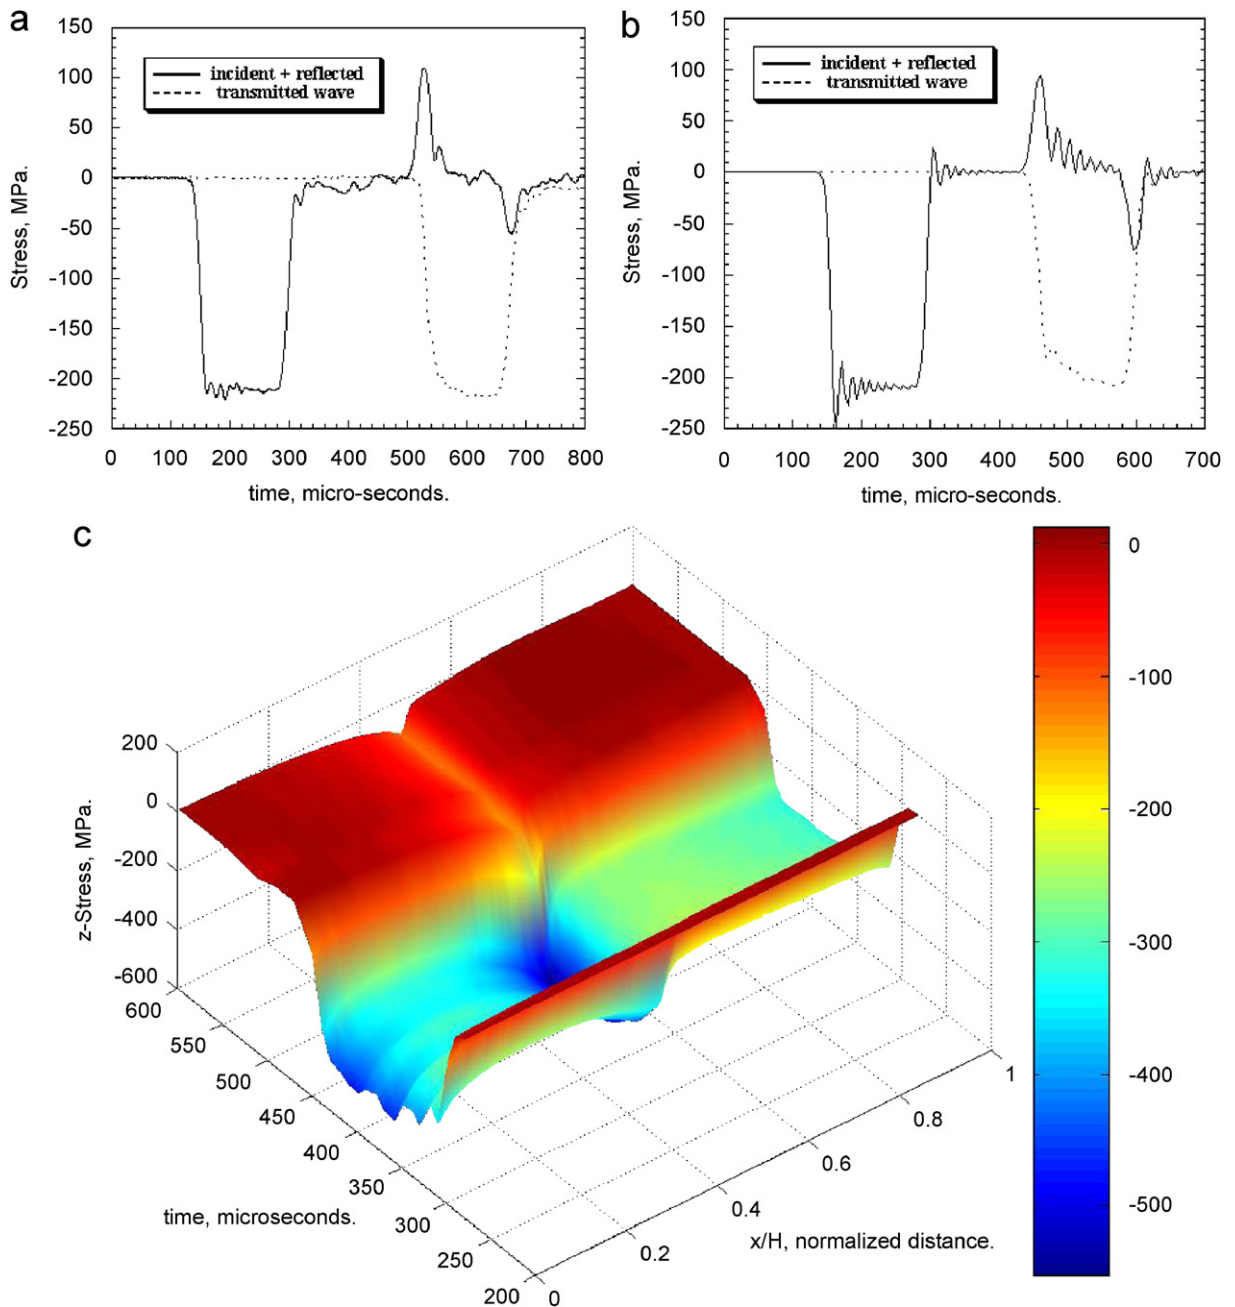 a
150
100
50
0
-50
-100
-150
-200
-250
Stress, MPa.
incident + reflected
transmitted wave
0 100 200 300 400 500 600 700 800
time, micro-seconds.
b
150
100
50
0
-50
-100
-150
-200
-250
Stress, MPa.
incident + reflected
transmitted wave
0 100 200 300 400 500 600 700
time, micro-seconds.
c
200
0
-200
-400
-600
z-Stress, MPa.
600
550
500
450
400
350
300
250
200
time, microseconds.
0
0.2
0.4
0.6
0.8
1
x/H, normalized distance.
0
-100
-200
-300
-400
-500